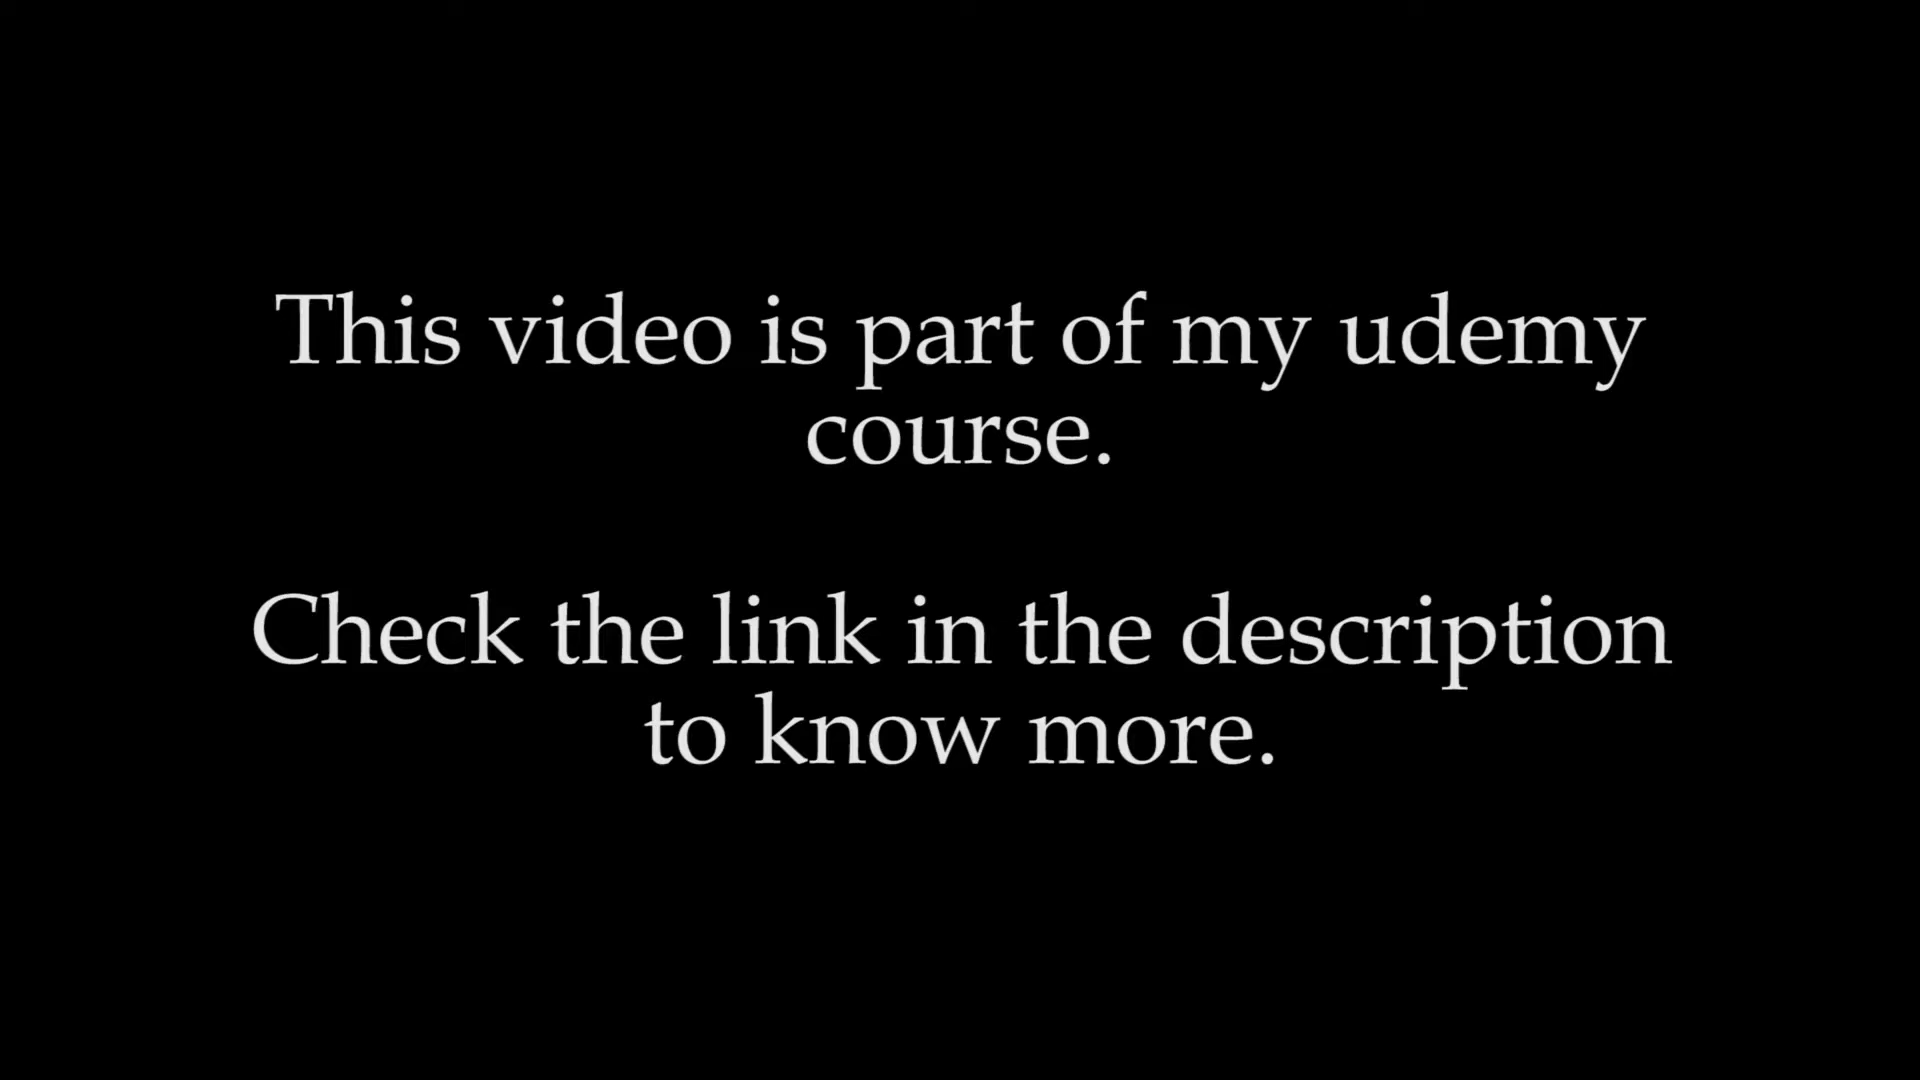 This video is part of my udemy
course.
Check the link in the description
to know more.